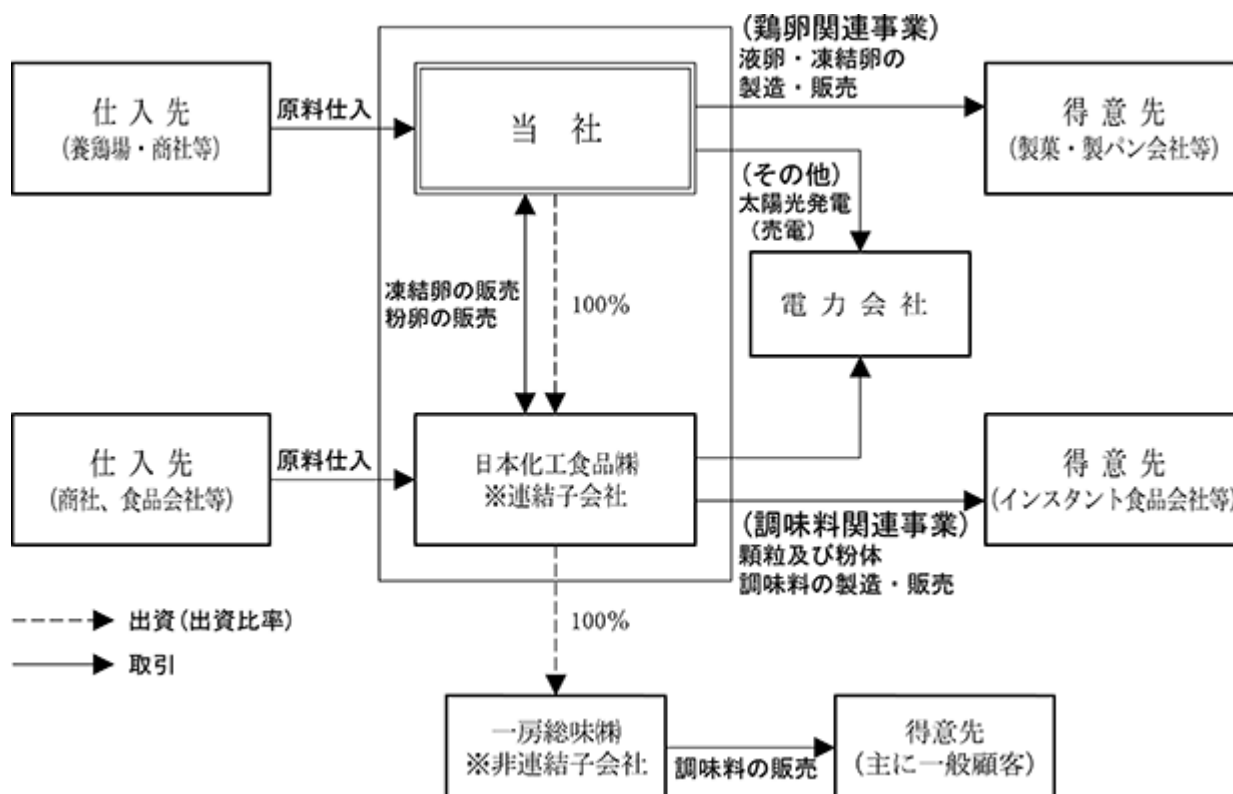 (鶏卵関連事業)
液卵・凍結卵の
製造・販売
仕 入 先
(養鶏場・商社等)
原料仕入
当 社
得 意 先
(製菓・製パン会社等)
(その他)
太陽光発電
(売電)
電 力 会 社
凍結卵の販売
粉卵の販売
100%
仕 入 先
(商社、食品会社等)
原料仕入
日本化工食品㈱
※連結子会社
得 意 先
(インスタント食品会社等)
(調味料関連事業)
顆粒及び粉体
調味料の製造・販売
出資(出資比率)
取引
100%
一房総味㈱
※非連結子会社
調味料の販売
得意先
(主に一般顧客)